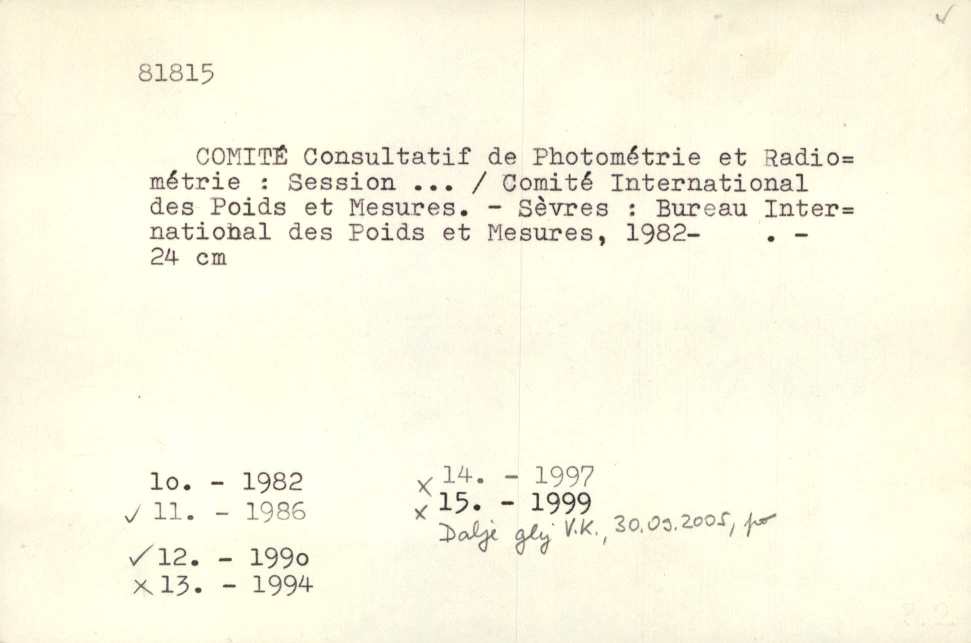 81815
COMITÉ Consultatif de Photométrie et Radio=
métrie : Session ... / Comité International
des Poids et Mesures. - Sèvres : Bureau Inter=
national des Poids et Mesures, 1982-    . -
24 cm
lo. - 1982
✓ 11. - 1986
✓ 12. - 199o
x 13. - 1994
x 14. - 1997
x 15. - 1999
Dalje glej V.K., 30.09.2005, po